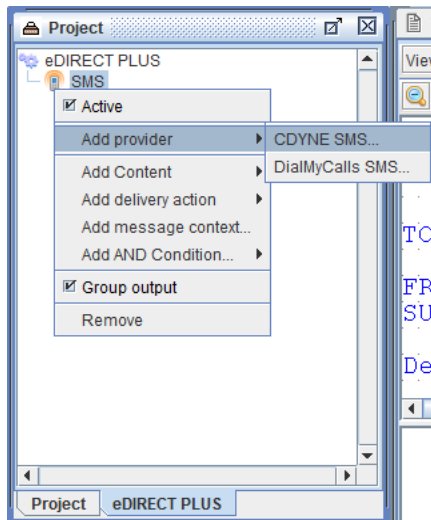 Project
eDIRECT PLUS
SMS
Active
Add provider
CDYNE SMS...
DialMyCalls SMS...
Add Content
Add delivery action
Add message context...
Add AND Condition...
Group output
Remove
Project
eDIRECT PLUS
View
TO
FR
SU
De